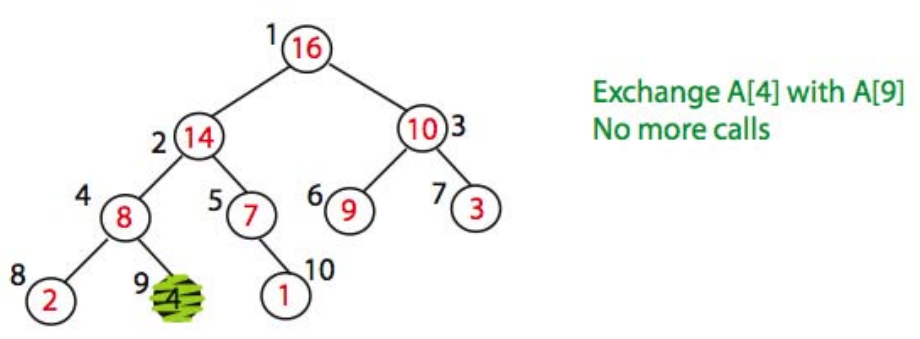 1 16
Exchange A[4] with A[9]
No more calls
2 14 10 3
4 8 5 7 6 9 7 3
8 2 9 4 1 10